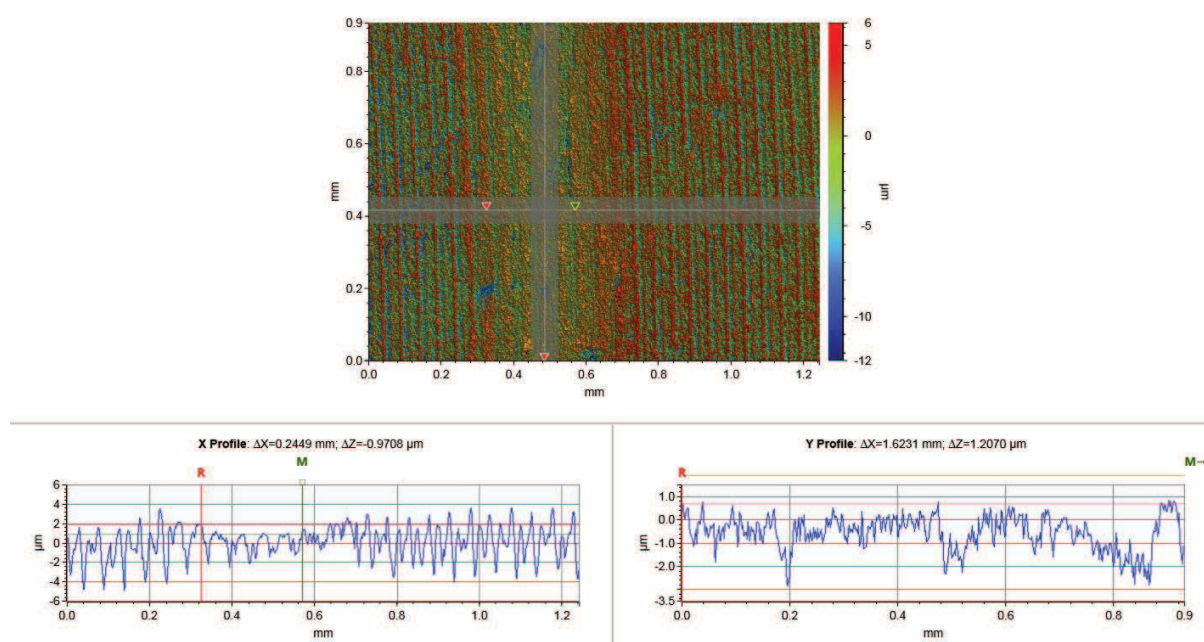 0.9
0.8
0.6
0.4
0.2
0.0
mm
0.0 0.2 0.4 0.6 0.8 1.0 1.2
mm
6
5
0
-5
-10
-12
µm
X Profile: ΔX=0.2449 mm; ΔZ=-0.9708 µm
R M
6
4
2
0
-2
-4
-6
µm
0.0 0.2 0.4 0.6 0.8 1.0 1.2
mm
Y Profile: ΔX=1.6231 mm; ΔZ=1.2070 µm
R M→
1.0
0.0
-1.0
-2.0
-3.5
µm
0.0 0.2 0.4 0.6 0.9
mm